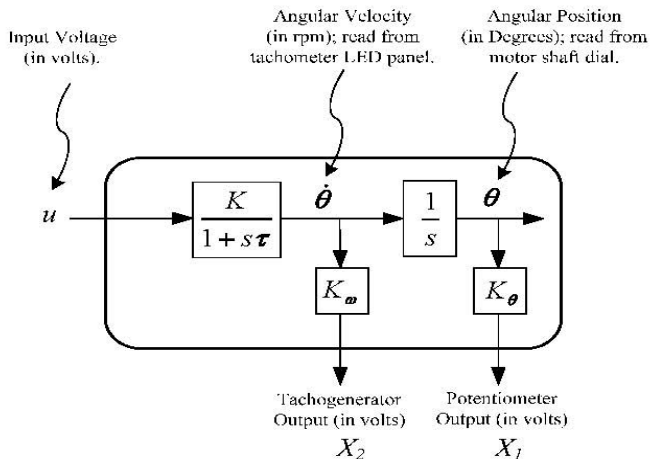 Input Voltage
(in volts).
Angular Velocity
(in rpm); read from
tachometer LED panel.
Angular Position
(in Degrees); read from
motor shaft dial.
u
K
1 + sτ
θ̇
1
s
θ
K_ω
K_θ
Tachogenerator
Output (in volts)
X_2
Potentiometer
Output (in volts)
X_1